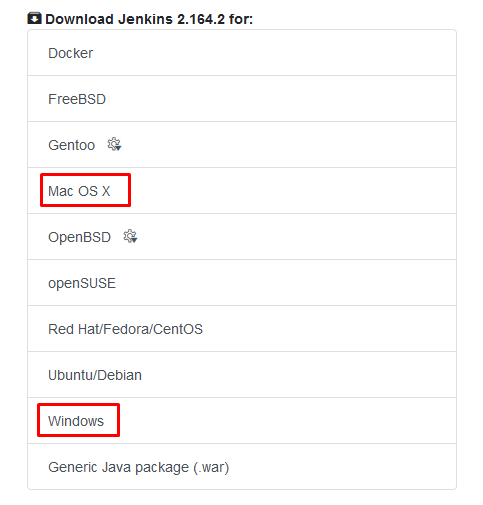 Download Jenkins 2.164.2 for:
Docker
FreeBSD
Gentoo
Mac OS X
OpenBSD
openSUSE
Red Hat/Fedora/CentOS
Ubuntu/Debian
Windows
Generic Java package (.war)